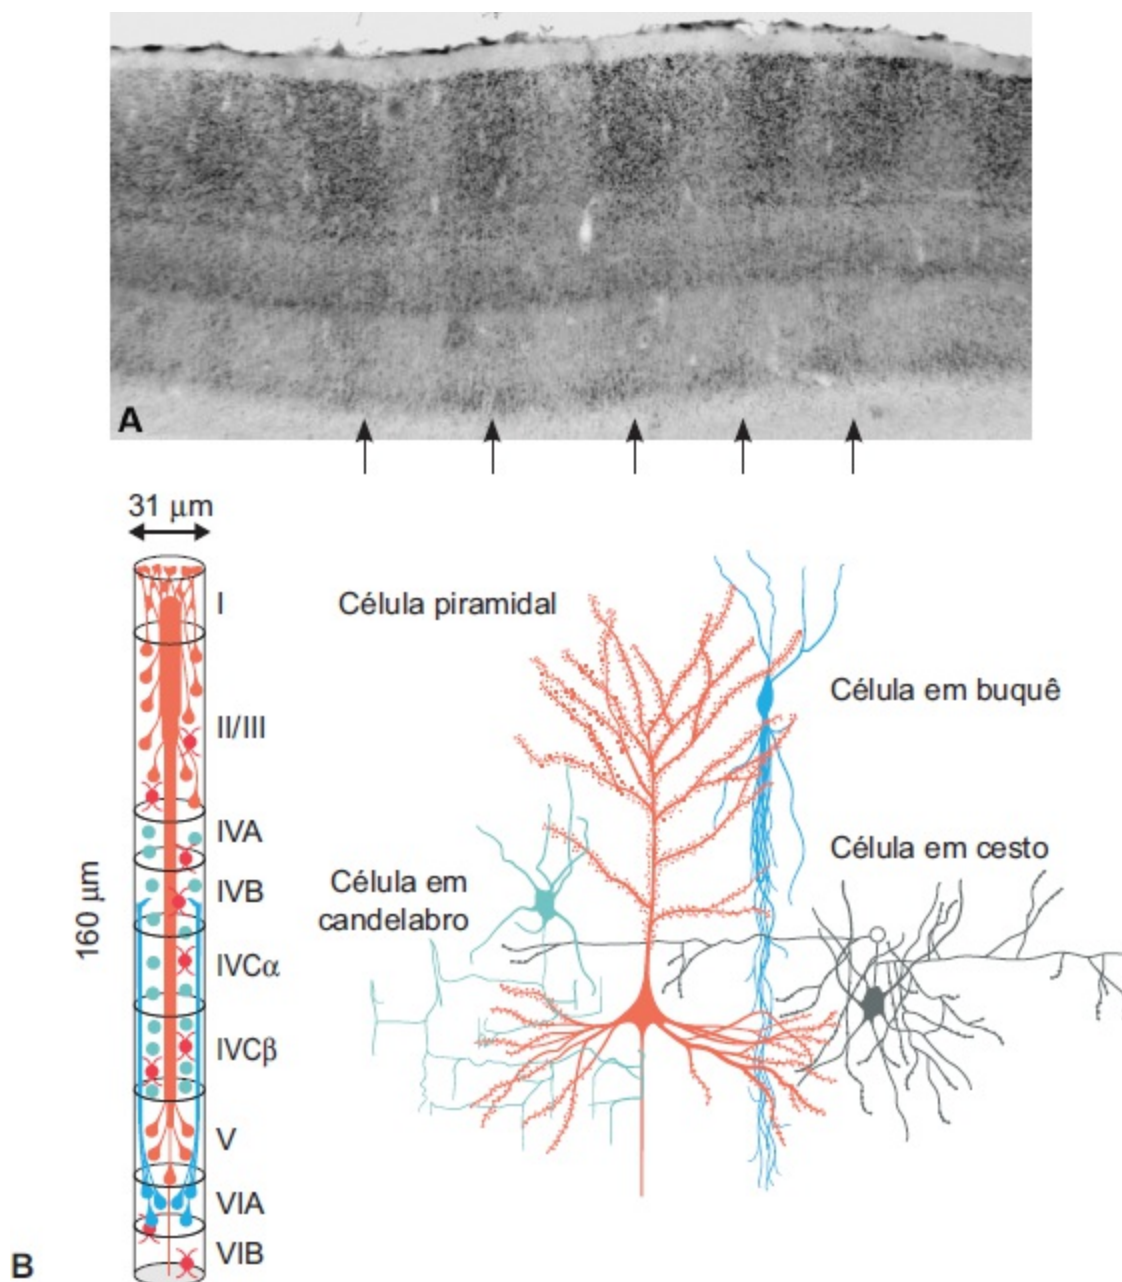 A
31 μm
I
Célula piramidal
Célula em buquê
II/III
IVA
Célula em cesto
Célula em
candelabro
IVB
160 μm
IVCα
IVCβ
V
VIA
VIB
B